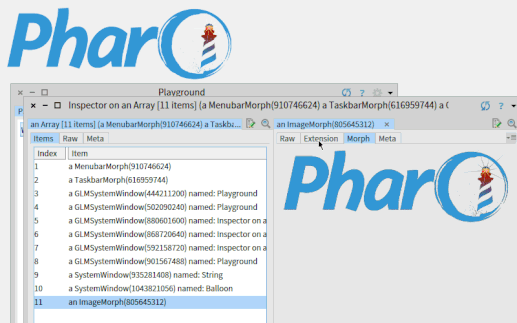 Pharo
Playground
Inspector on an Array [11 items] (a MenubarMorph(910746624) a TaskbarMorph(616959744) a
an Array [11 items] (a MenubarMorph(910746624) a Taskba...
an ImageMorph(805645312)
Items Raw Meta
Raw Extension Morph Meta
Index Item
1 a MenubarMorph(910746624)
2 a TaskbarMorph(616959744)
3 a GLMSystemWindow(444211200) named: Playground
4 a GLMSystemWindow(502090240) named: Playground
5 a GLMSystemWindow(880601600) named: Inspector on a
6 a GLMSystemWindow(868720640) named: Inspector on a
7 a GLMSystemWindow(592158720) named: Inspector on a
8 a GLMSystemWindow(901567488) named: Playground
9 a SystemWindow(935281408) named: String
10 a SystemWindow(1043821056) named: Balloon
11 an ImageMorph(805645312)
Pharo